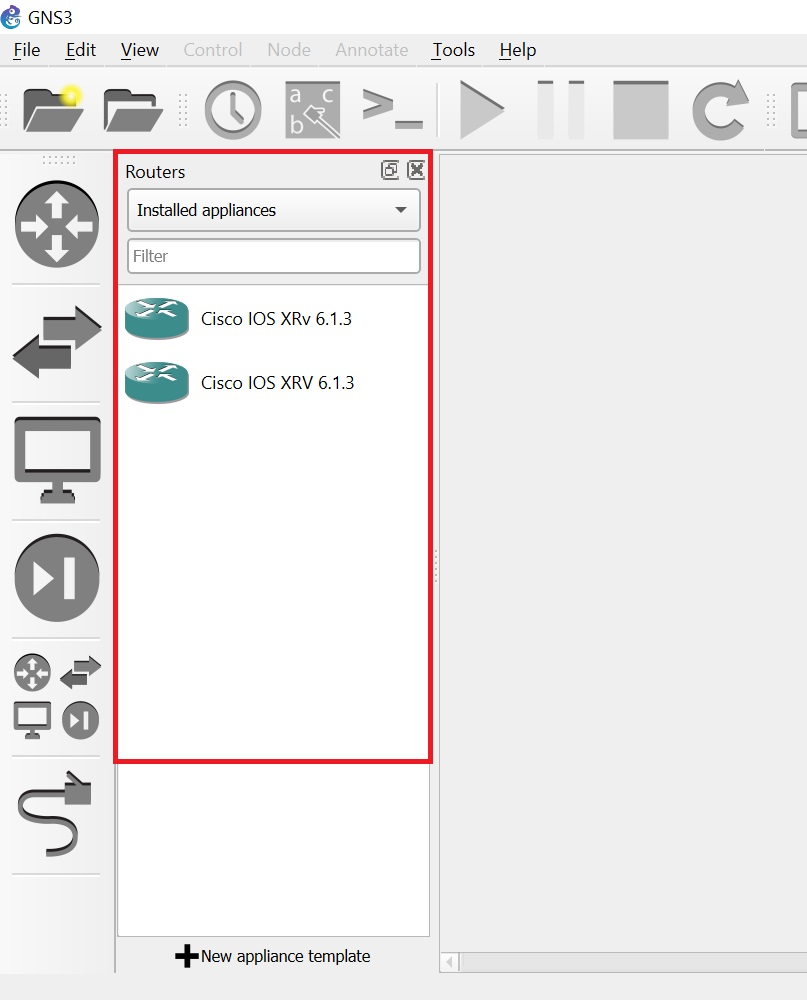 GNS3
File Edit View Control Node Annotate Tools Help
a c
b
>_
Routers
Installed appliances
Filter
Cisco IOS XRv 6.1.3
Cisco IOS XRV 6.1.3
New appliance template